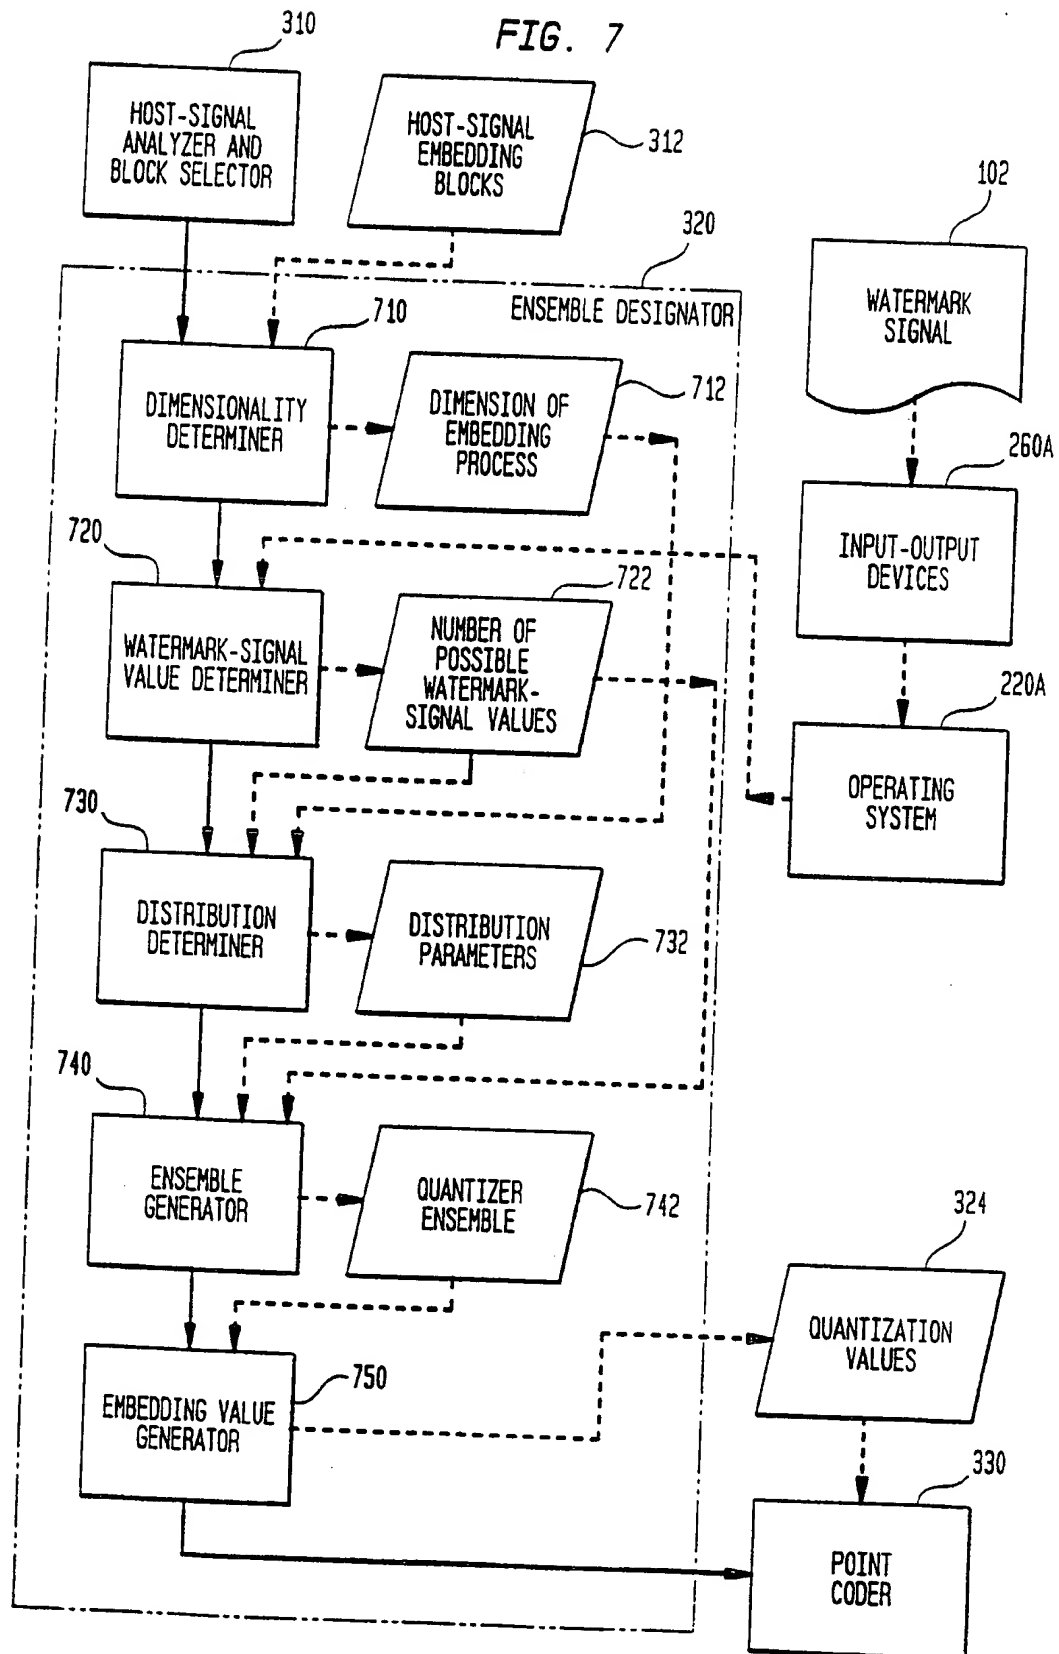 FIG. 7
310
HOST-SIGNAL
ANALYZER AND
BLOCK SELECTOR
HOST-SIGNAL
EMBEDDING
BLOCKS
312
102
WATERMARK
SIGNAL
320
ENSEMBLE DESIGNATOR
710
DIMENSIONALITY
DETERMINER
DIMENSION OF
EMBEDDING
PROCESS
712
260A
INPUT-OUTPUT
DEVICES
720
WATERMARK-SIGNAL
VALUE DETERMINER
722
NUMBER OF
POSSIBLE
WATERMARK-
SIGNAL VALUES
220A
OPERATING
SYSTEM
730
DISTRIBUTION
DETERMINER
DISTRIBUTION
PARAMETERS
732
740
ENSEMBLE
GENERATOR
QUANTIZER
ENSEMBLE
742
324
QUANTIZATION
VALUES
750
EMBEDDING VALUE
GENERATOR
330
POINT
CODER